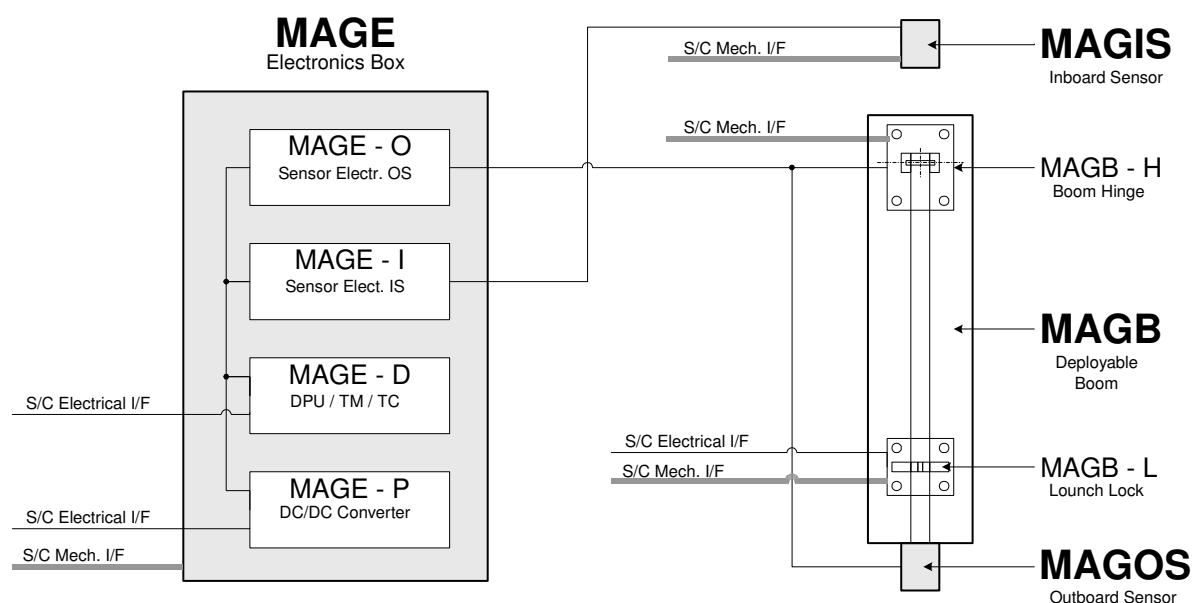 MAGE
Electronics Box
MAGE - O
Sensor Electr. OS
MAGE - I
Sensor Elect. IS
MAGE - D
DPU / TM / TC
MAGE - P
DC/DC Converter
S/C Electrical I/F
S/C Electrical I/F
S/C Mech. I/F
S/C Mech. I/F
MAGIS
Inboard Sensor
S/C Mech. I/F
MAGB - H
Boom Hinge
MAGB
Deployable
Boom
S/C Electrical I/F
S/C Mech. I/F
MAGB - L
Lounch Lock
MAGOS
Outboard Sensor